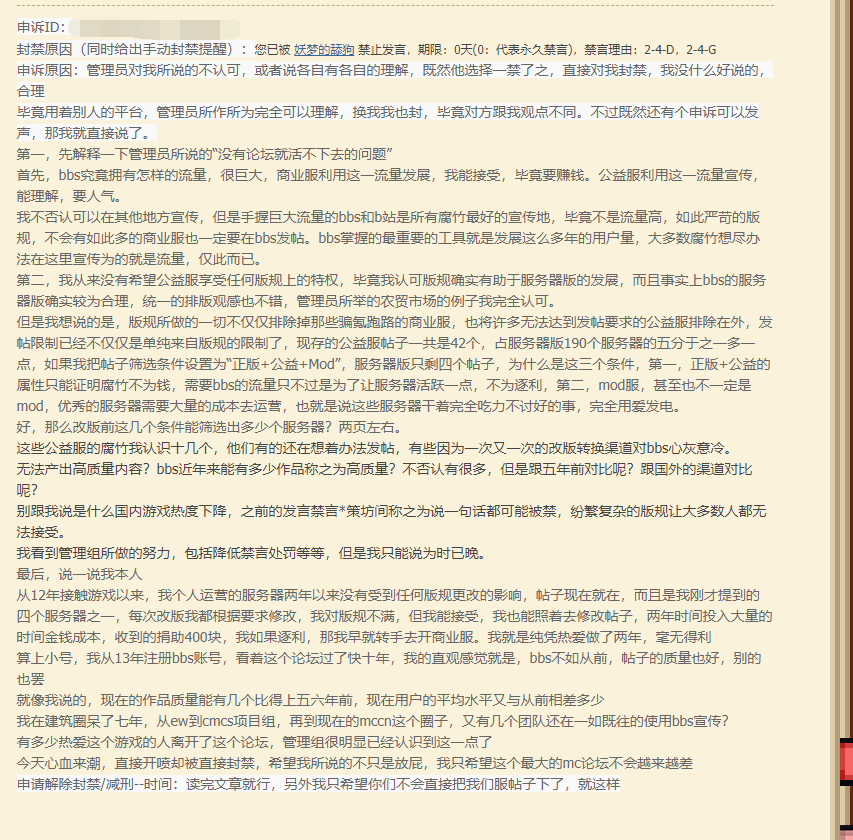 申诉ID：
封禁原因（同时给出手动封禁提醒）：您已被 妖梦的舔狗 禁止发言，期限：0天(0：代表永久禁言)，禁言理由：2-4-D，2-4-G
申诉原因：管理员对我所说的不认可，或者说各自有各自的理解，既然他选择一禁了之，直接对我封禁，我没什么好说的，
合理
毕竟用着别人的平台，管理员所作所为完全可以理解，换我我也封，毕竟对方跟我观点不同。不过既然还有个申诉可以发
声，那我就直接说了。
第一，先解释一下管理员所说的“没有论坛就活不下去的问题”
首先，bbs究竟拥有怎样的流量，很巨大，商业服利用这一流量发展，我能接受，毕竟要赚钱。公益服利用这一流量宣传，
能理解，要人气。
我不否认可以在其他地方宣传，但是手握巨大流量的bbs和b站是所有腐竹最好的宣传地，毕竟不是流量高，如此严苛的版
规，不会有如此多的商业服也一定要在bbs发帖。bbs掌握的最重要的工具就是发展这么多年的用户量，大多数腐竹想尽办
法在这里宣传为的就是流量，仅此而已。
第二，我从来没有希望公益服享受任何版规上的特权，毕竟我认可版规确实有助于服务器版的发展，而且事实上bbs的服务
器版确实较为合理，统一的排版观感也不错，管理员所举的农贸市场的例子我完全认可。
但是我想说的是，版规所做的一切不仅仅排除掉那些骗氪跑路的商业服，也将许多无法达到发帖要求的公益服排除在外，发
帖限制已经不仅仅是单纯来自版规的限制了，现存的公益服帖子一共是42个，占服务器版190个服务器的五分之一多一
点，如果我把帖子筛选条件设置为“正版+公益+Mod”，服务器版只剩四个帖子，为什么是这三个条件，第一，正版+公益的
属性只能证明腐竹不为钱，需要bbs的流量只不过是为了让服务器活跃一点，不为逐利，第二，mod服，甚至也不一定是
mod，优秀的服务器需要大量的成本去运营，也就是说这些服务器干着完全吃力不讨好的事，完全用爱发电。
好，那么改版前这几个条件能筛选出多少个服务器？两页左右。
这些公益服的腐竹我认识十几个，他们有的还在想着办法发帖，有些因为一次又一次的改版转换渠道对bbs心灰意冷。
无法产出高质量内容？bbs近年来能有多少作品称之为高质量？不否认有很多，但是跟五年前对比呢？跟国外的渠道对比
呢？
别跟我说是什么国内游戏热度下降，之前的发言禁言*策坊间称之为说一句话都可能被禁，纷繁复杂的版规让大多数人都无
法接受。
我看到管理组所做的努力，包括降低禁言处罚等等，但是我只能说为时已晚。
最后，说一说我本人
从12年接触游戏以来，我个人运营的服务器两年以来没有受到任何版规更改的影响，帖子现在就在，而且是我刚才提到的
四个服务器之一，每次改版我都根据要求修改，我对版规不满，但我能接受，我也能照着去修改帖子，两年时间投入大量的
时间金钱成本，收到的捐助400块，我如果逐利，那我早就转手去开商业服。我就是纯凭热爱做了两年，毫无得利
算上小号，我从13年注册bbs账号，看着这个论坛过了快十年，我的直观感觉就是，bbs不如从前，帖子的质量也好，别的
也罢
就像我说的，现在的作品质量能有几个比得上五六年前，现在用户的平均水平又与从前相差多少
我在建筑圈呆了七年，从ew到cmcs项目组，再到现在的mccn这个圈子，又有几个团队还在一如既往的使用bbs宣传？
有多少热爱这个游戏的人离开了这个论坛，管理组很明显已经认识到这一点了
今天心血来潮，直接开喷却被直接封禁，希望我所说的不只是放屁，我只希望这个最大的mc论坛不会越来越差
申请解除封禁/减刑--时间：读完文章就行，另外我只希望你们不会直接把我们服帖子下了，就这样